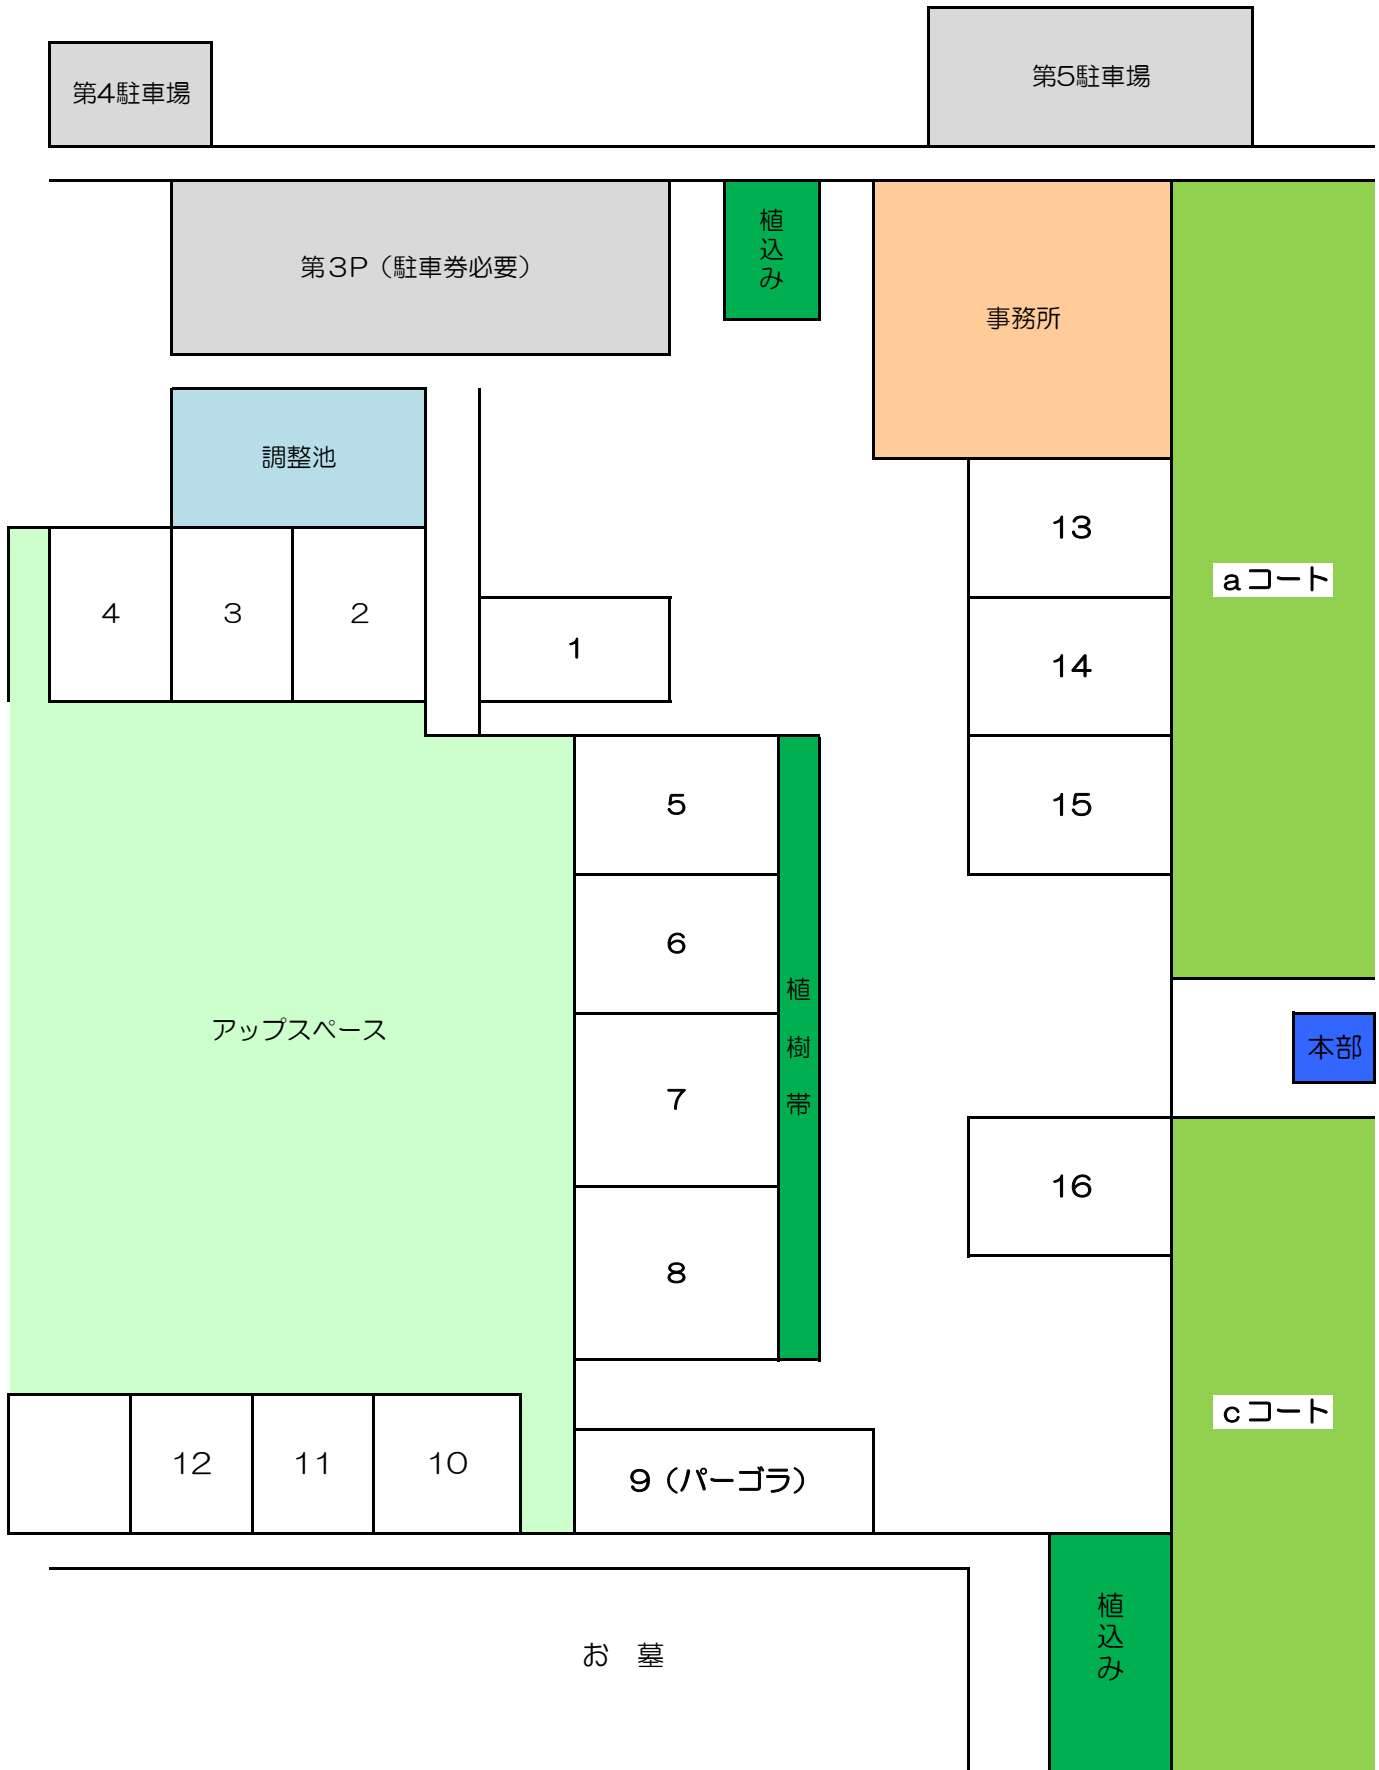 第4駐車場
第5駐車場
第３P（駐車券必要）
植込み
事務所
調整池
13
aコート
4
3
2
1
14
5
15
6
植樹帯
アップスペース
本部
7
16
8
cコート
12
11
10
9（パーゴラ）
植込み
お　墓